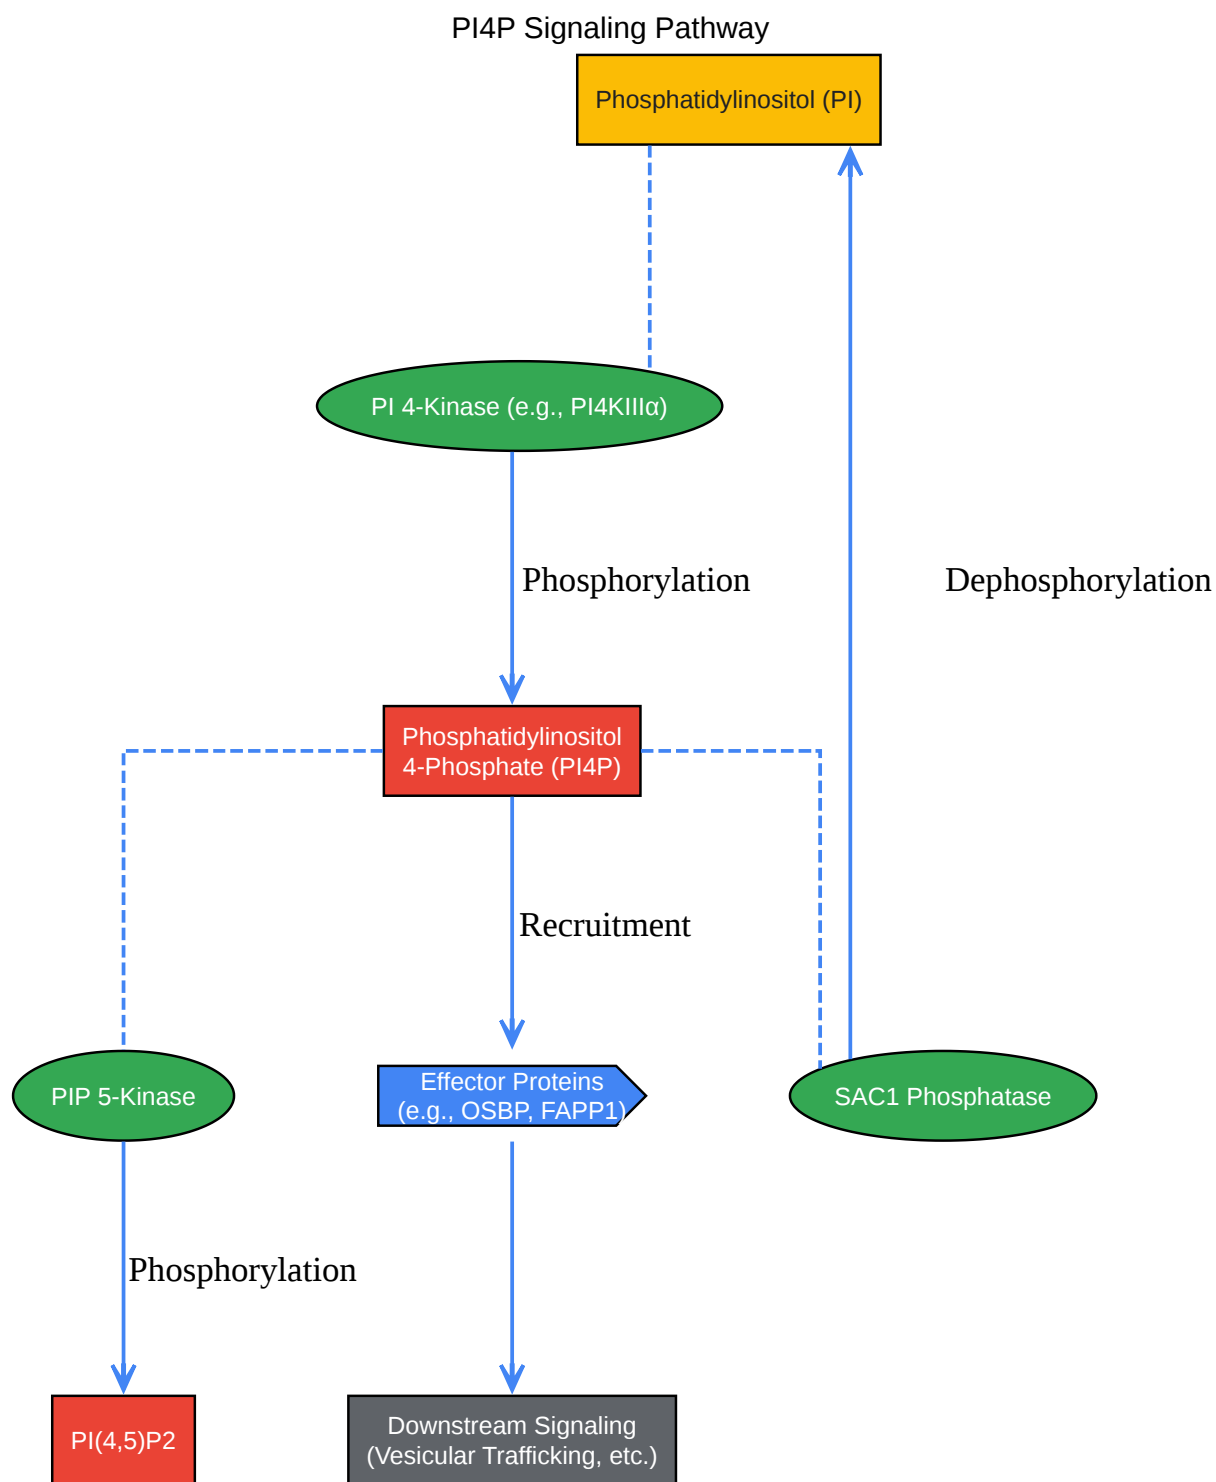 PI4P Signaling Pathway
Phosphatidylinositol (PI)
PI 4-Kinase (e.g., PI4KIIIα)
Phosphorylation
Dephosphorylation
Phosphatidylinositol
4-Phosphate (PI4P)
Recruitment
PIP 5-Kinase
Effector Proteins
(e.g., OSBP, FAPP1)
SAC1 Phosphatase
Phosphorylation
PI(4,5)P2
Downstream Signaling
(Vesicular Trafficking, etc.)